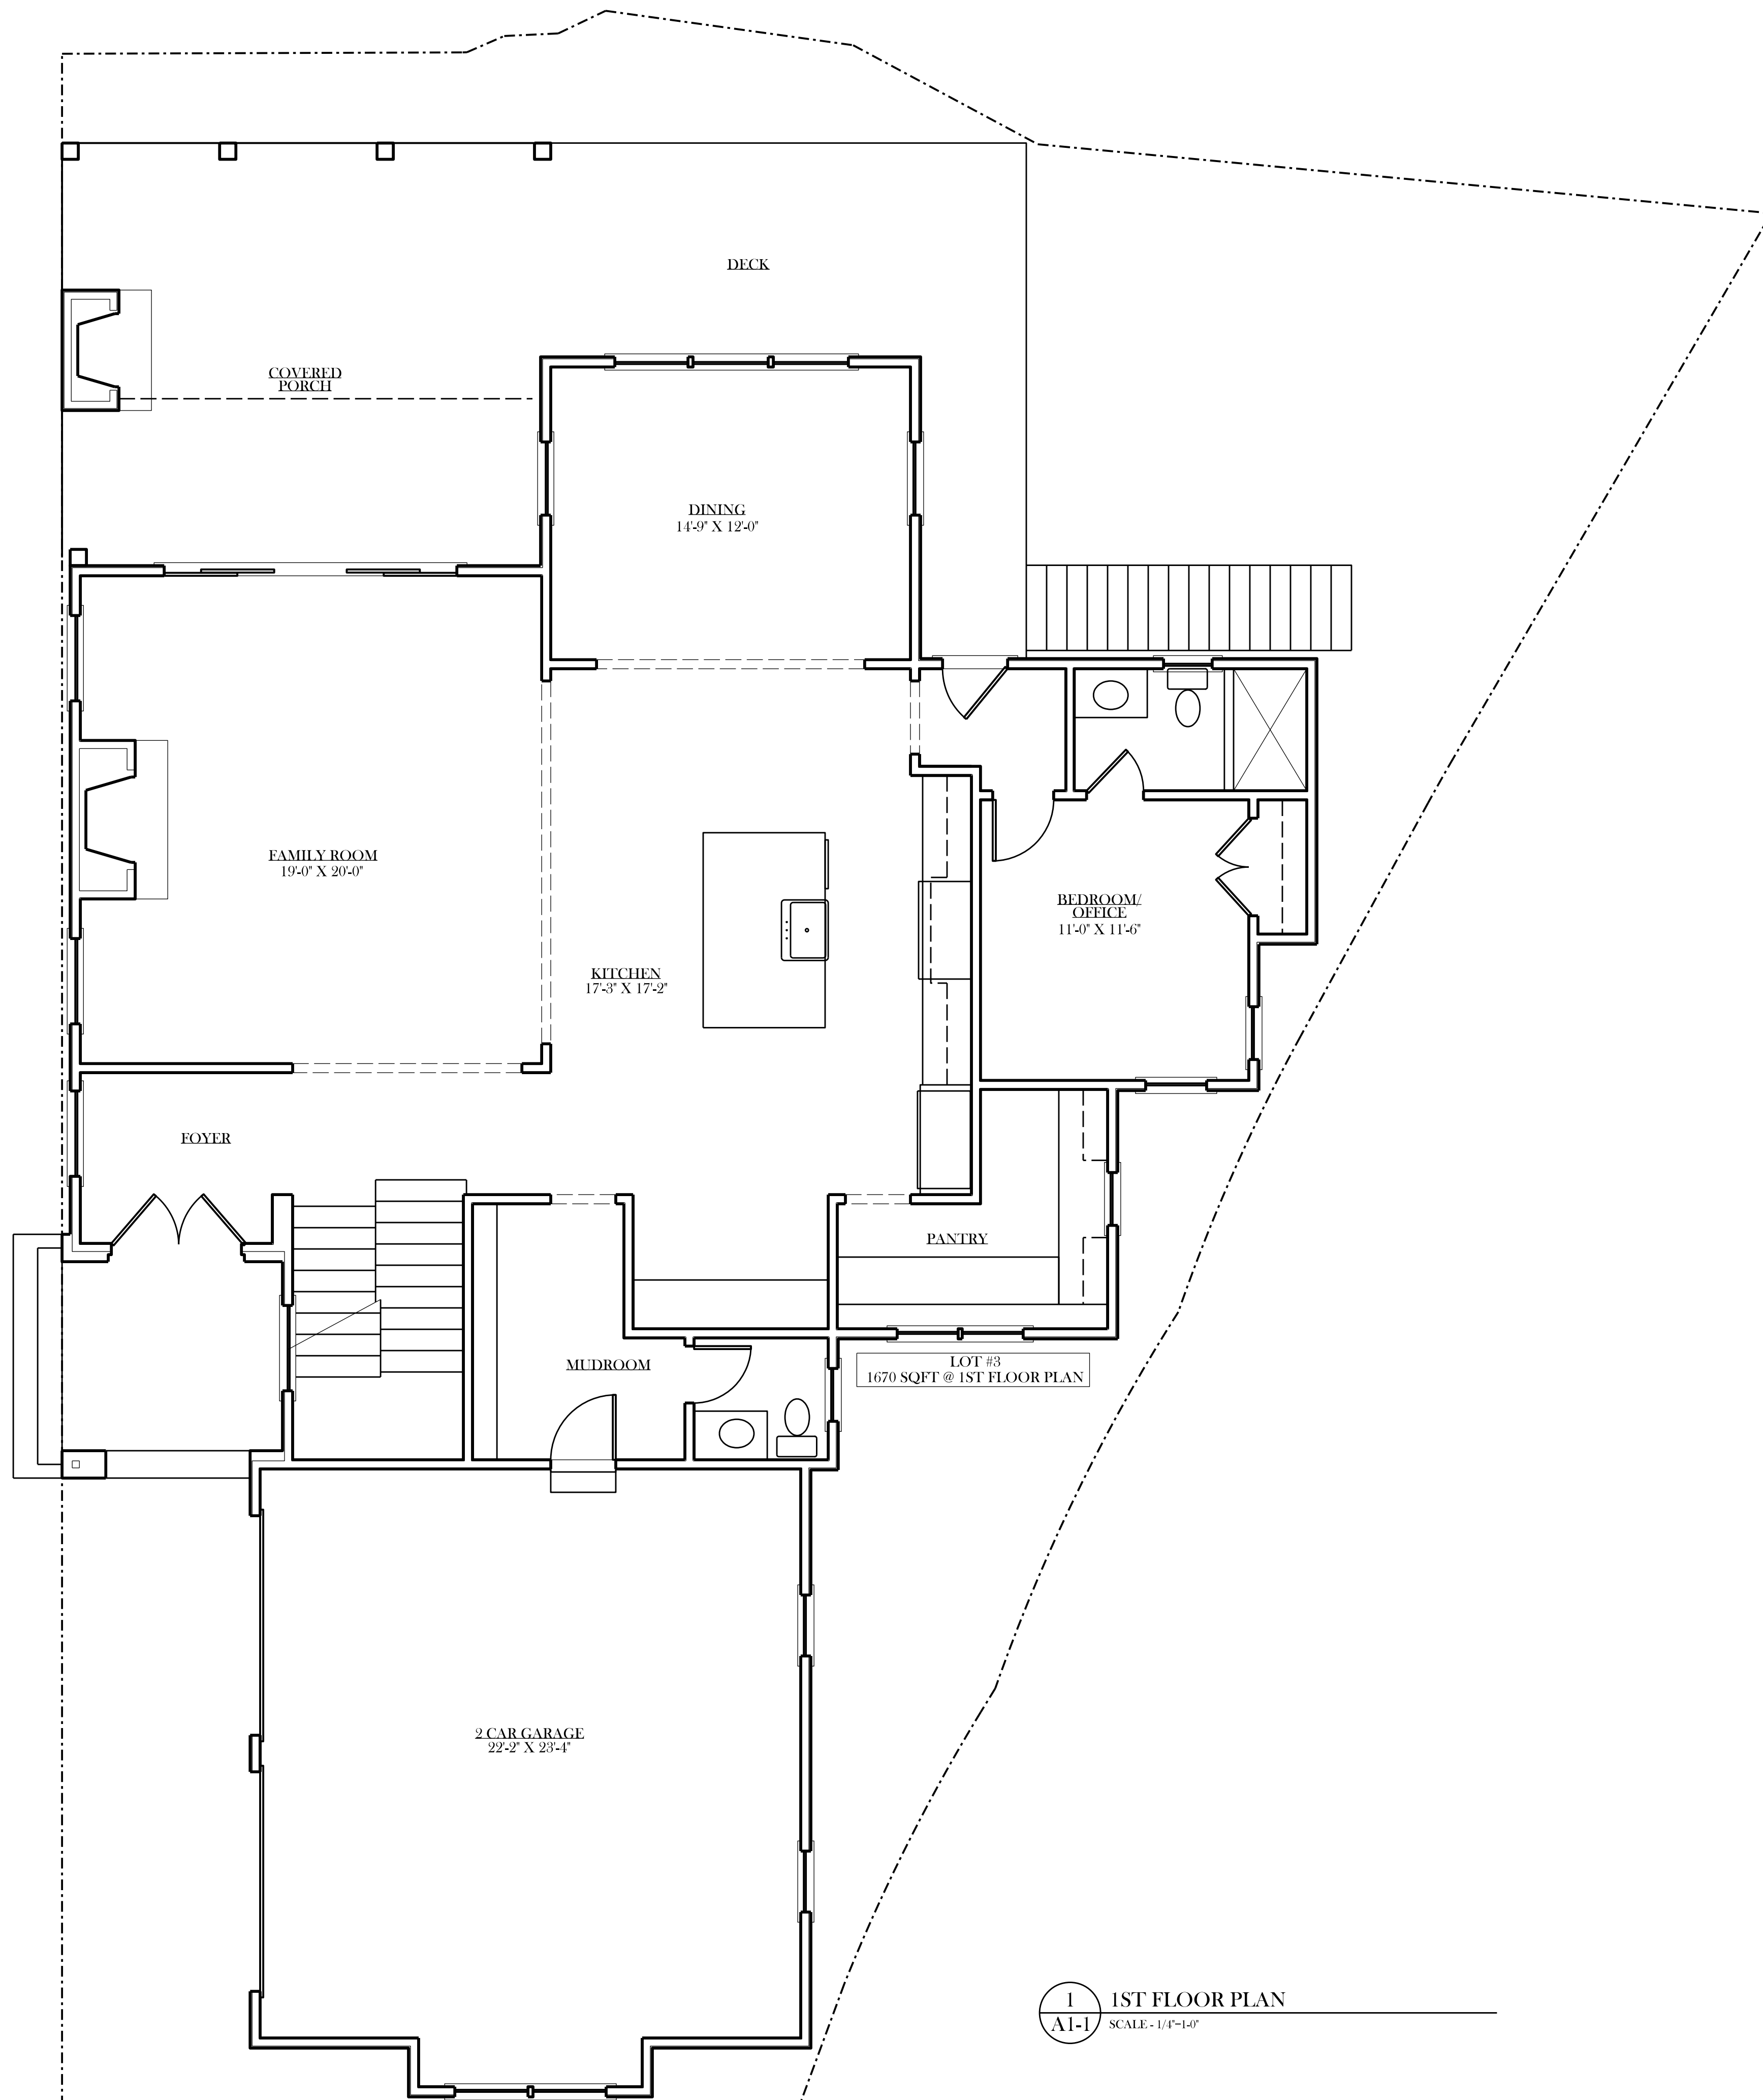 DECK
COVERED
PORCH
DINING
14'-9" X 12'-0"
FAMILY ROOM
19'-0" X 20'-0"
BEDROOM/
OFFICE
11'-0" X 11'-6"
KITCHEN
17'-3" X 17'-2"
FOYER
PANTRY
MUDROOM
LOT #3
1670 SQFT @ 1ST FLOOR PLAN
2 CAR GARAGE
22'-2" X 23'-4"
1
A1-1
1ST FLOOR PLAN
SCALE - 1/4"=1-0"